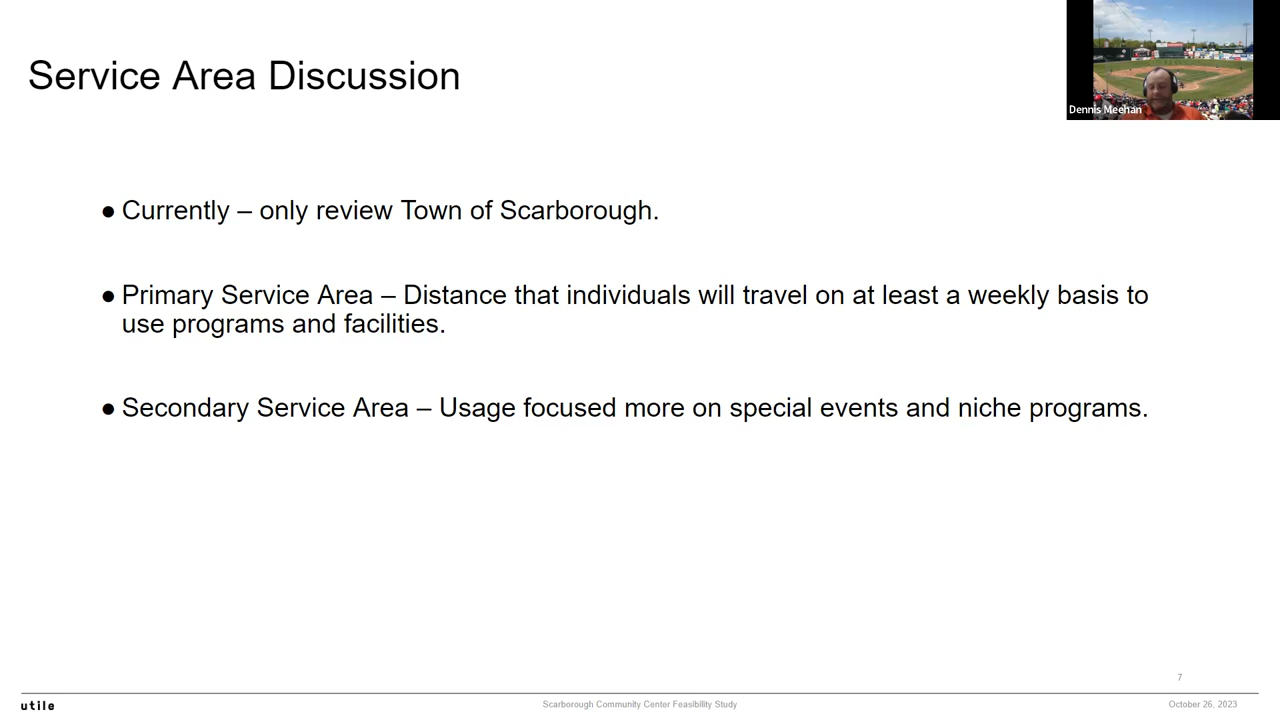 Service Area Discussion
Dennis Meehan
● Currently – only review Town of Scarborough.
● Primary Service Area – Distance that individuals will travel on at least a weekly basis to
use programs and facilities.
● Secondary Service Area – Usage focused more on special events and niche programs.
7
utile
Scarborough Community Center Feasibility Study
October 26, 2023